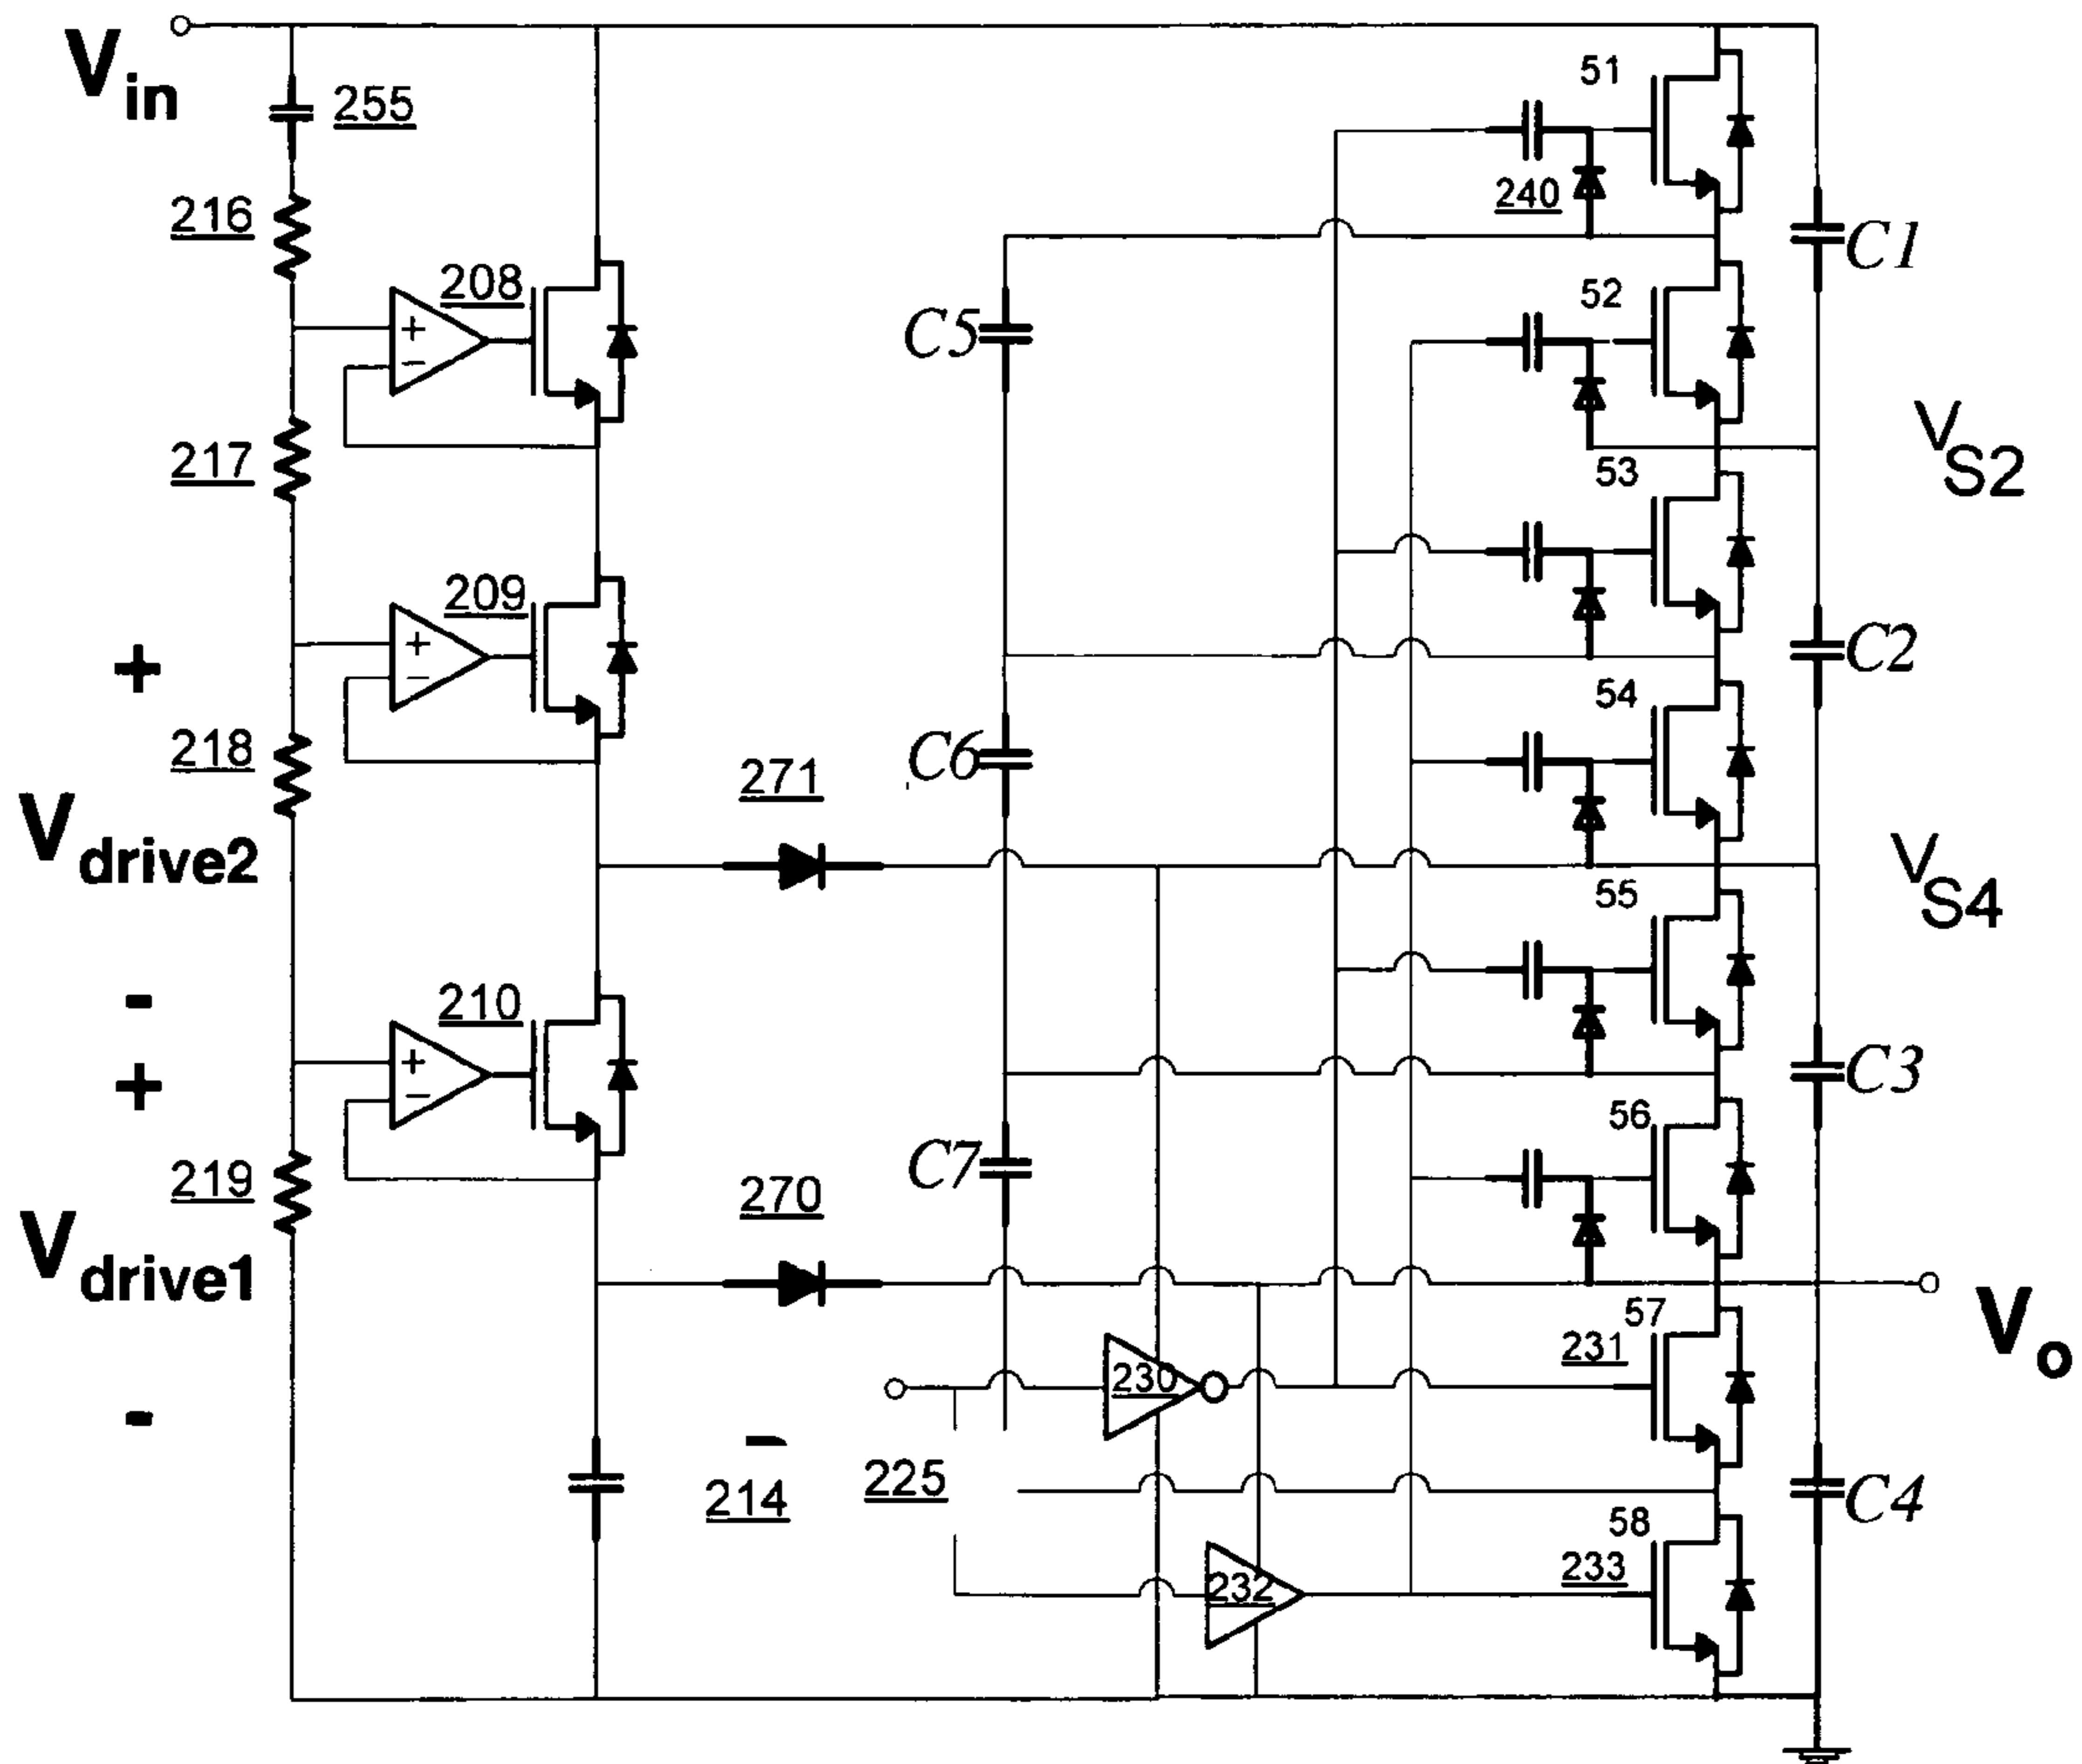 Vin
255
51
216
240
C1
208
+
-
52
C5
217
VS2
53
209
+
-
C2
+
54
218
C6
271
Vdrive2
VS4
55
210
-
+
-
C3
+
56
219
C7
270
Vdrive1
57
Vo
231
230
-
-
214
225
C4
58
233
232